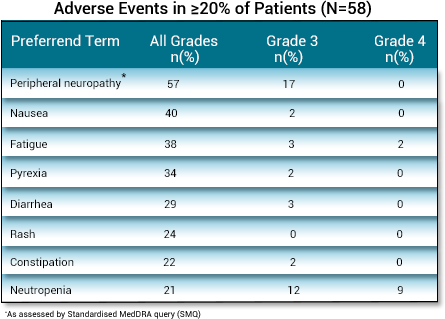 Adverse Events in ≥20% of Patients (N=58)
Preferrend Term All Grades n(%) Grade 3 n(%) Grade 4 n(%)
Peripheral neuropathy* 57 17 0
Nausea 40 2 0
Fatigue 38 3 2
Pyrexia 34 2 0
Diarrhea 29 3 0
Rash 24 0 0
Constipation 22 2 0
Neutropenia 21 12 9
*As assessed by Standardised MedDRA query (SMQ)